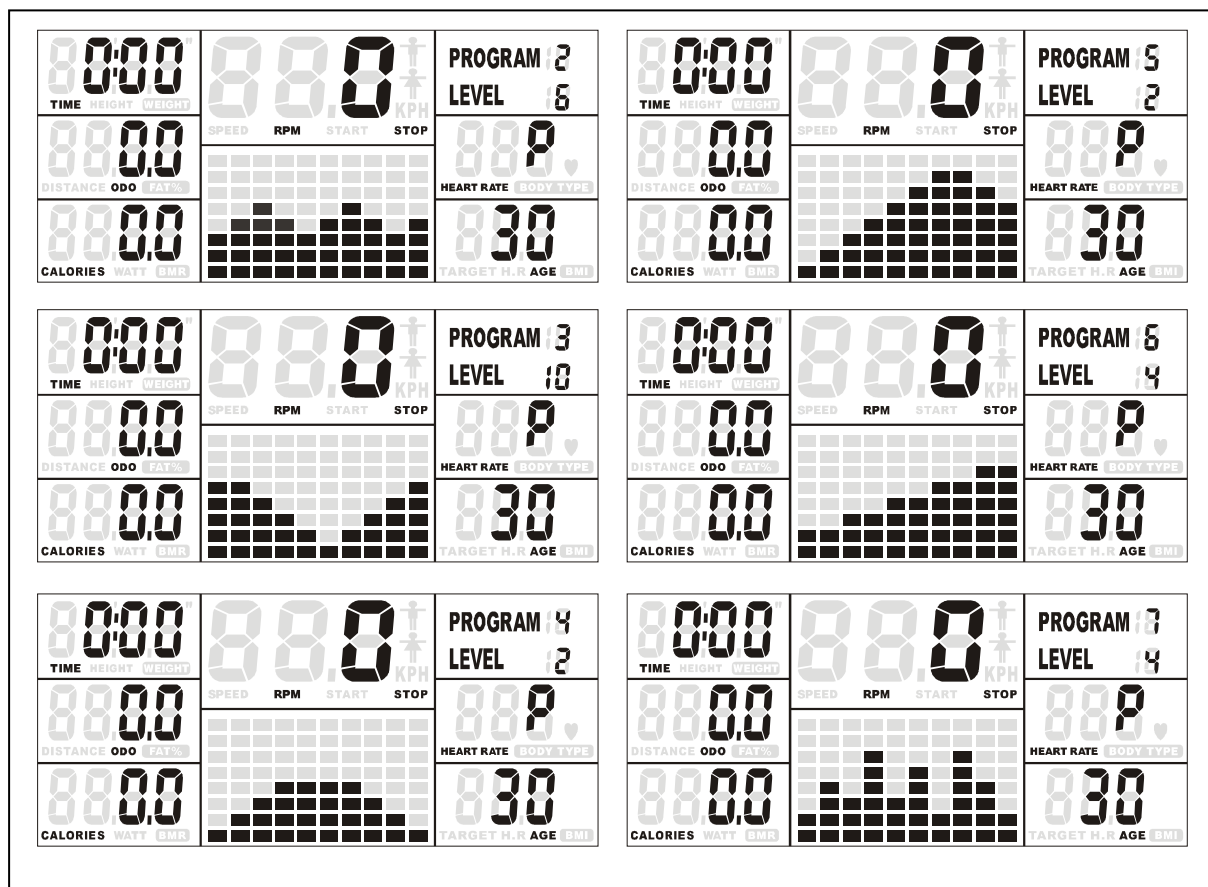 0:00 0 PROGRAM 2
TIME HEIGHT WEIGHT KPH LEVEL 6
SPEED RPM START STOP
0.0 P
DISTANCE ODO FAT% HEART RATE BODY TYPE
0.0 30
CALORIES WATT BMR TARGET H.R AGE BMI
0:00 0 PROGRAM 5
TIME HEIGHT WEIGHT KPH LEVEL 2
SPEED RPM START STOP
0.0 P
DISTANCE ODO FAT% HEART RATE BODY TYPE
0.0 30
CALORIES WATT BMR TARGET H.R AGE BMI
0:00 0 PROGRAM 3
TIME HEIGHT WEIGHT KPH LEVEL 10
SPEED RPM START STOP
0.0 P
DISTANCE ODO FAT% HEART RATE BODY TYPE
0.0 30
CALORIES WATT BMR TARGET H.R AGE BMI
0:00 0 PROGRAM 6
TIME HEIGHT WEIGHT KPH LEVEL 4
SPEED RPM START STOP
0.0 P
DISTANCE ODO FAT% HEART RATE BODY TYPE
0.0 30
CALORIES WATT BMR TARGET H.R AGE BMI
0:00 0 PROGRAM 4
TIME HEIGHT WEIGHT KPH LEVEL 2
SPEED RPM START STOP
0.0 P
DISTANCE ODO FAT% HEART RATE BODY TYPE
0.0 30
CALORIES WATT BMR TARGET H.R AGE BMI
0:00 0 PROGRAM 7
TIME HEIGHT WEIGHT KPH LEVEL 4
SPEED RPM START STOP
0.0 P
DISTANCE ODO FAT% HEART RATE BODY TYPE
0.0 30
CALORIES WATT BMR TARGET H.R AGE BMI